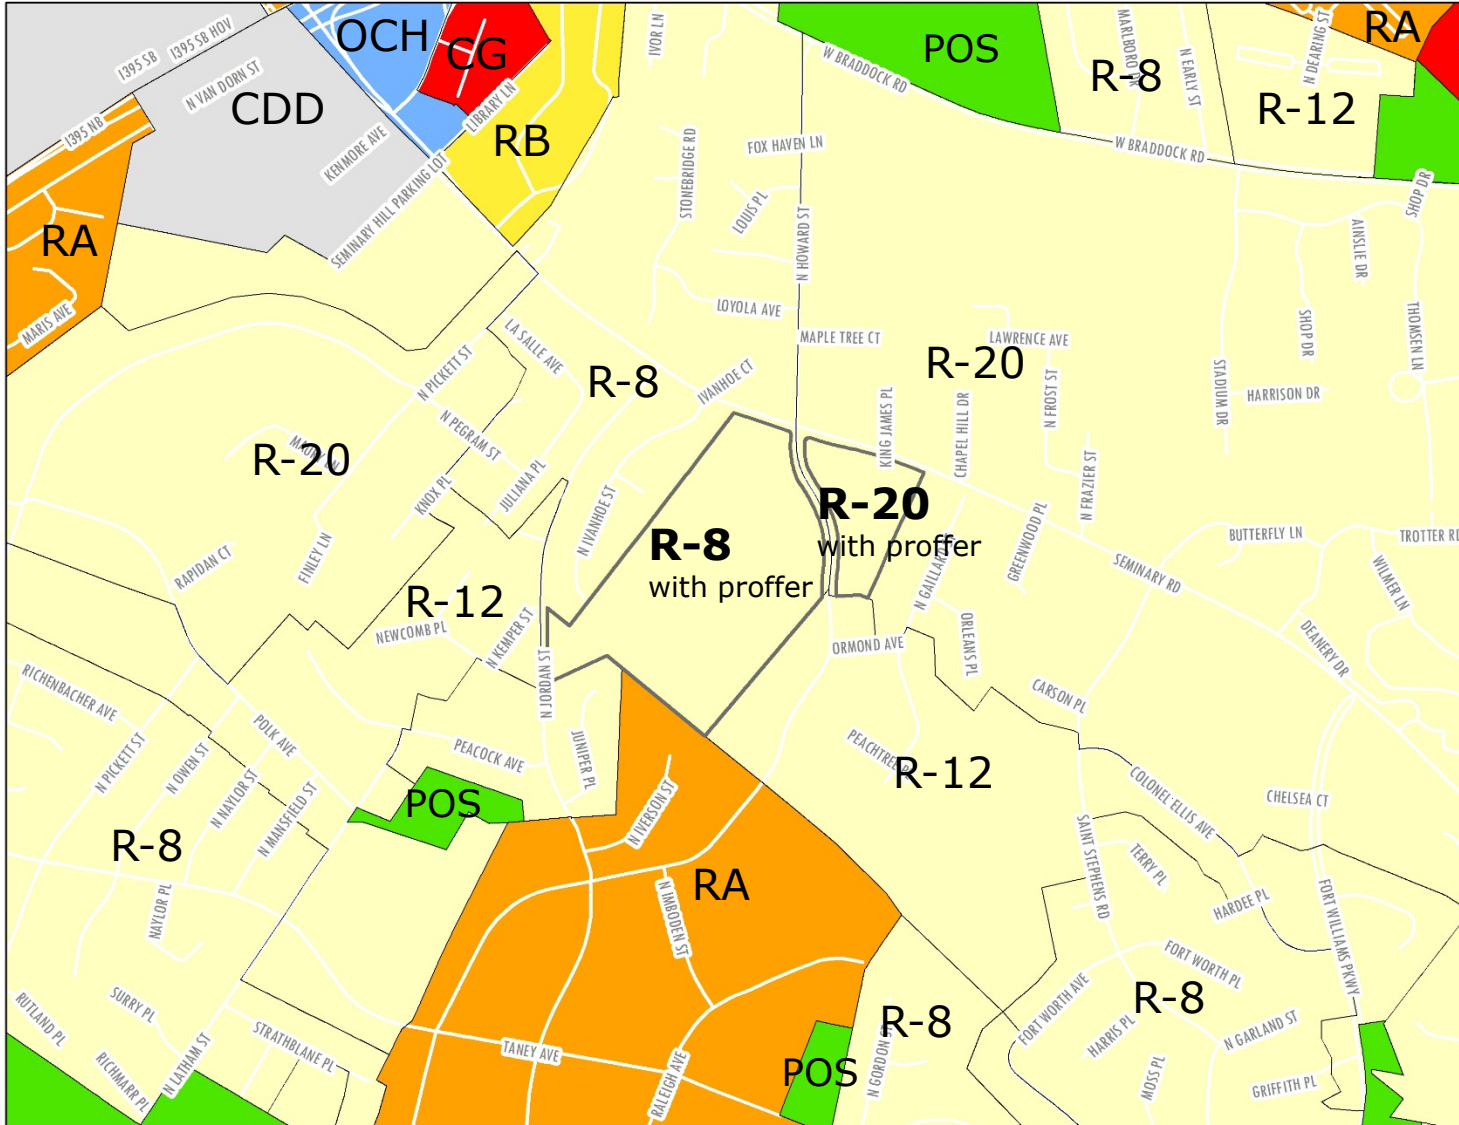 OCH
CG
RA
IVOR LN
MARLBORO
N EARLY ST
N DEARING ST
I395 SB
I395 SB HOV
W BRADDOCK RD
POS
R-8
R-12
N VAN DORN ST
CDD
LIBRARY LN
I395 NB
KENMORE AVE
RB
STONEBRIDGE RD
FOX HAVEN LN
W BRADDOCK RD
SEMINARY HILL PARKING LOT
LOUIS PL
SHOP DR
RA
N HOWARD ST
AINSLIE DR
MARIS AVE
LOYOLA AVE
MAPLE TREE CT
LAWRENCE AVE
SHOP DR
THOMSEN LN
LA SALLE AVE
R-20
N PICKETT ST
R-8
IVANHOE CT
KING JAMES PL
CHAPEL HILL DR
N FROST ST
STADIUM DR
HARRISON DR
N PEGRAM ST
R-20
JULIANA PL
KNOX PL
N FRAZIER ST
N IVANHOE ST
R-20
with proffer
R-8
with proffer
GREENWOOD PL
SEMINARY RD
BUTTERFLY LN
TROTTER RD
RAPIDAN CT
FINLEY LN
N GAILLARD
WILMER LN
R-12
NEWCOMB PL
N KEMPER ST
ORMOND AVE
ORLEANS PL
DEANERY DR
RICHENBACHER AVE
N JORDAN ST
CARSON PL
POLK AVE
N PICKETT ST
N OWEN ST
PEACOCK AVE
JUNIPER PL
PEACHTREE
R-12
N NAYLOR ST
N MANSFIELD ST
POS
COLONEL ELLIS AVE
CHELSEA CT
R-8
N IVERSON ST
SAINT STEPHENS RD
TERRY PL
RA
NAYLOR PL
N IMBODEN ST
HARDEE PL
FORT WILLIAMS PKWY
FORT WORTH PL
RUTLAND PL
SURRY PL
R-8
FORT WORTH AVE
R-8
STRATHBLANE PL
HARRIS PL
N GARLAND ST
TANEY AVE
RICHMARR PL
N LATHAM ST
RALEIGH AVE
POS
N GORDON
MOSS PL
GRIFFITH PL